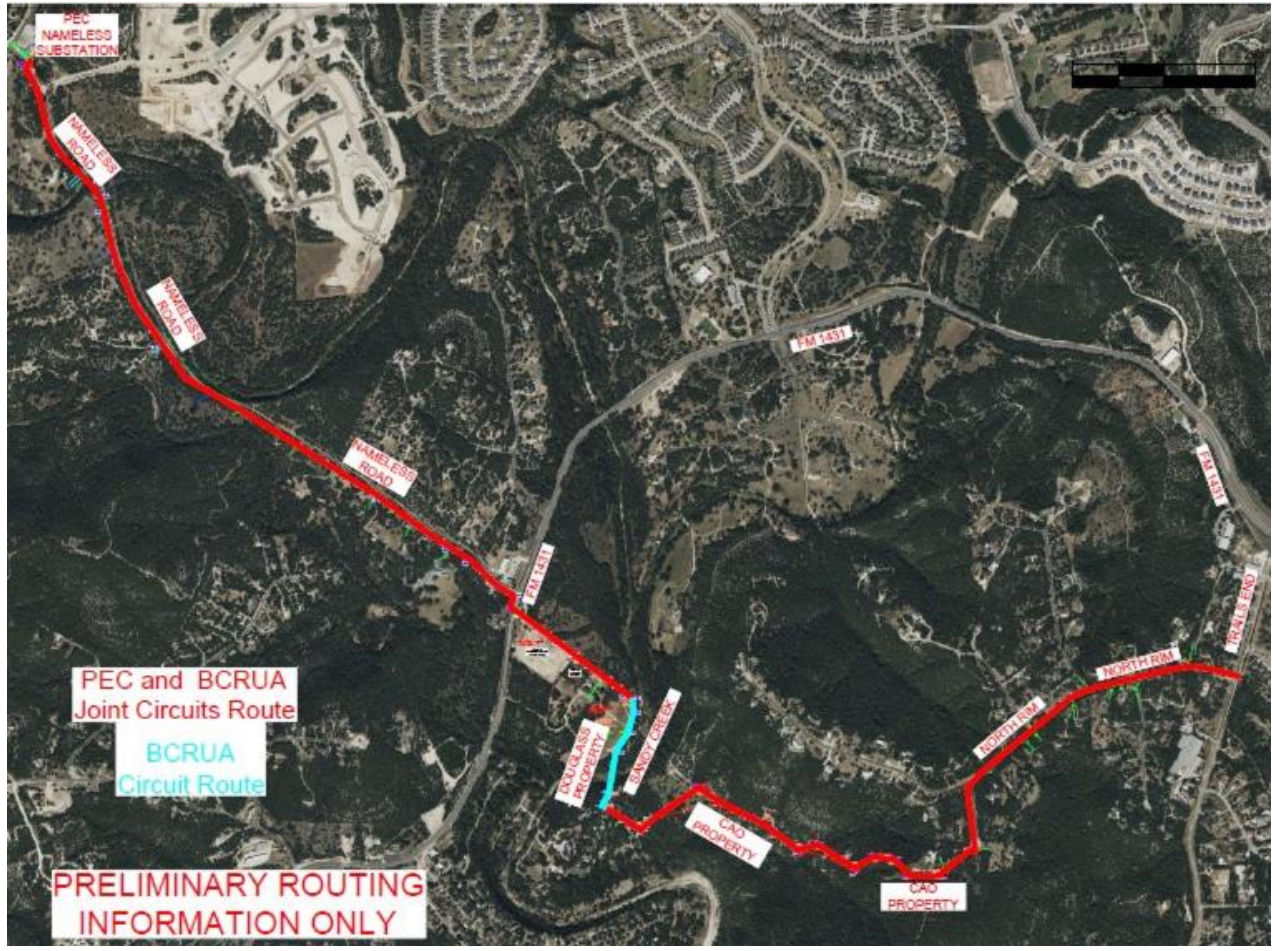 PEC
NAMELESS
SUBSTATION
NAMELESS
ROAD
NAMELESS
ROAD
FM 1431
NAMELESS
ROAD
FM 1431
FM 1431
TRAILS END
NORTH RIM
PEC and BCRUA
Joint Circuits Route
BCRUA
Circuit Route
DOUGLASS
PROPERTY
SANDY CREEK
NORTH RIM
CAO
PROPERTY
CAO
PROPERTY
PRELIMINARY ROUTING
INFORMATION ONLY